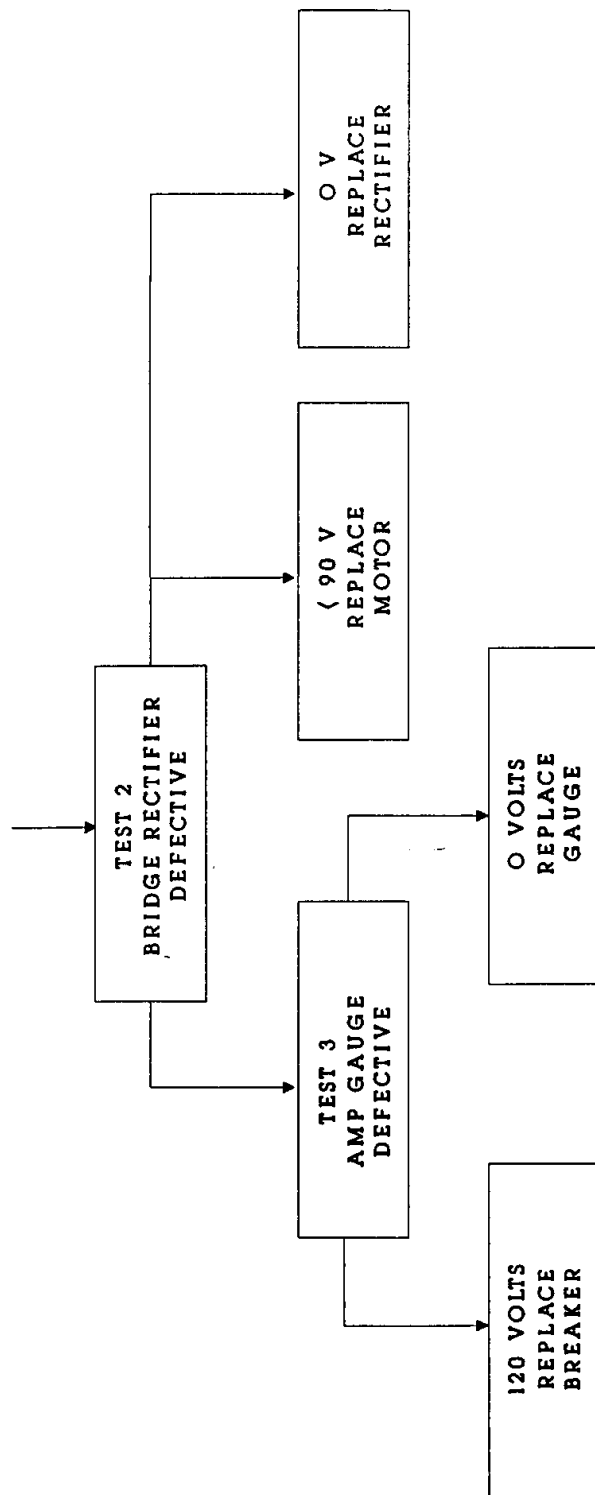 TEST 2
BRIDGE RECTIFIER
DEFECTIVE
TEST 3
AMP GAUGE
DEFECTIVE
< 90 V
REPLACE
MOTOR
O V
REPLACE
RECTIFIER
120 VOLTS
REPLACE
BREAKER
O VOLTS
REPLACE
GAUGE